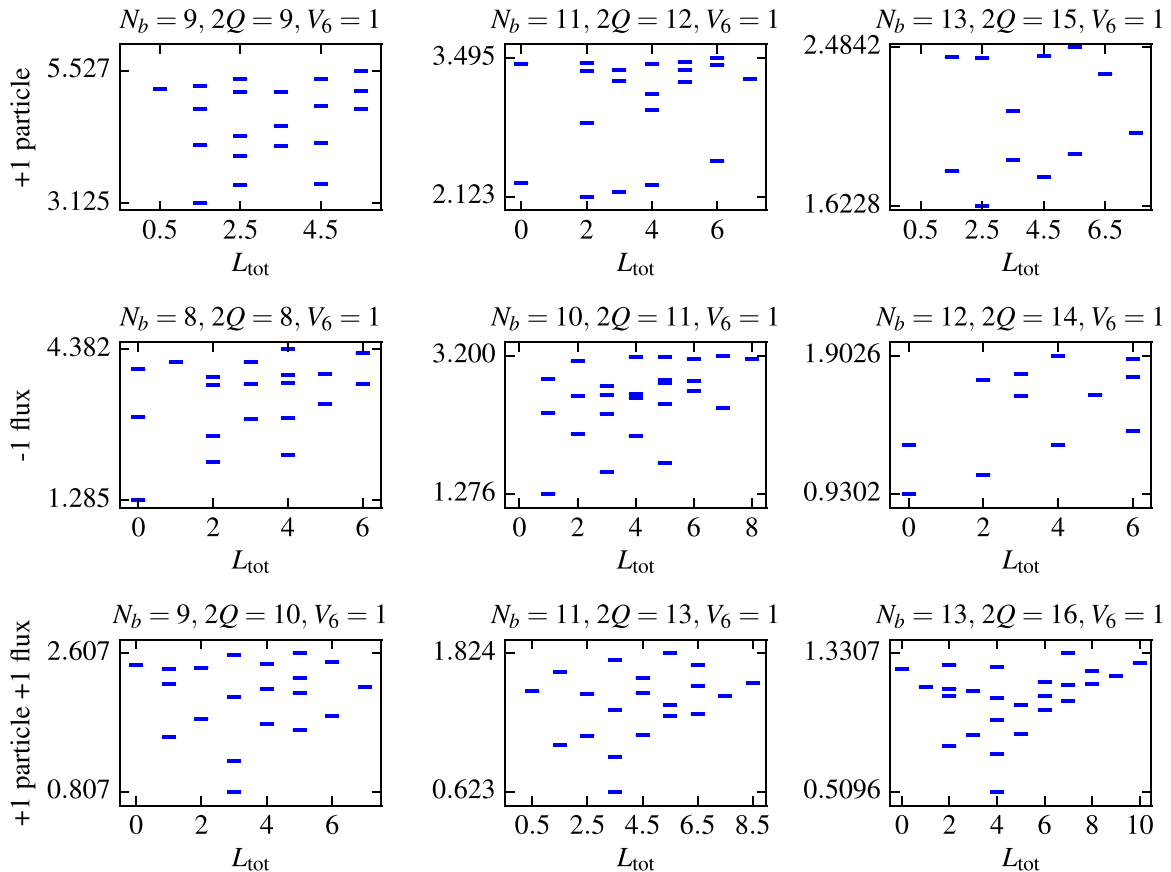 N_b = 9, 2Q = 9, V_6 = 1
N_b = 11, 2Q = 12, V_6 = 1
N_b = 13, 2Q = 15, V_6 = 1
+1 particle
5.527
3.125
0.5 2.5 4.5
L_tot
3.495
2.123
0 2 4 6
L_tot
2.4842
1.6228
0.5 2.5 4.5 6.5
L_tot
N_b = 8, 2Q = 8, V_6 = 1
N_b = 10, 2Q = 11, V_6 = 1
N_b = 12, 2Q = 14, V_6 = 1
-1 flux
4.382
1.285
0 2 4 6
L_tot
3.200
1.276
0 2 4 6 8
L_tot
1.9026
0.9302
0 2 4 6
L_tot
N_b = 9, 2Q = 10, V_6 = 1
N_b = 11, 2Q = 13, V_6 = 1
N_b = 13, 2Q = 16, V_6 = 1
+1 particle +1 flux
2.607
0.807
0 2 4 6
L_tot
1.824
0.623
0.5 2.5 4.5 6.5 8.5
L_tot
1.3307
0.5096
0 2 4 6 8 10
L_tot